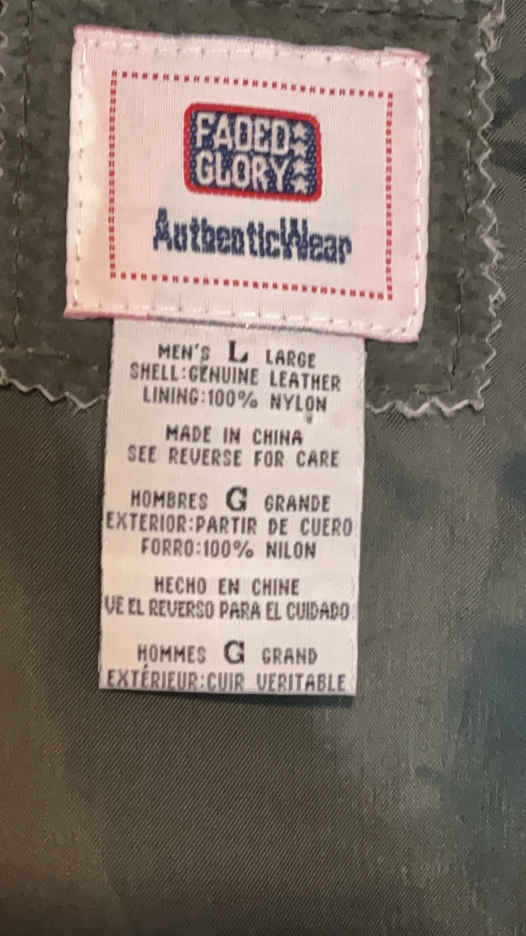 FADED
GLORY
AuthenticWear
MEN'S L LARGE
SHELL:GENUINE LEATHER
LINING:100% NYLON
MADE IN CHINA
SEE REVERSE FOR CARE
HOMBRES G GRANDE
EXTERIOR:PARTIR DE CUERO
FORRO:100% NILON
HECHO EN CHINE
VE EL REVERSO PARA EL CUIDADO
HOMMES G GRAND
EXTÉRIEUR:CUIR VERITABLE